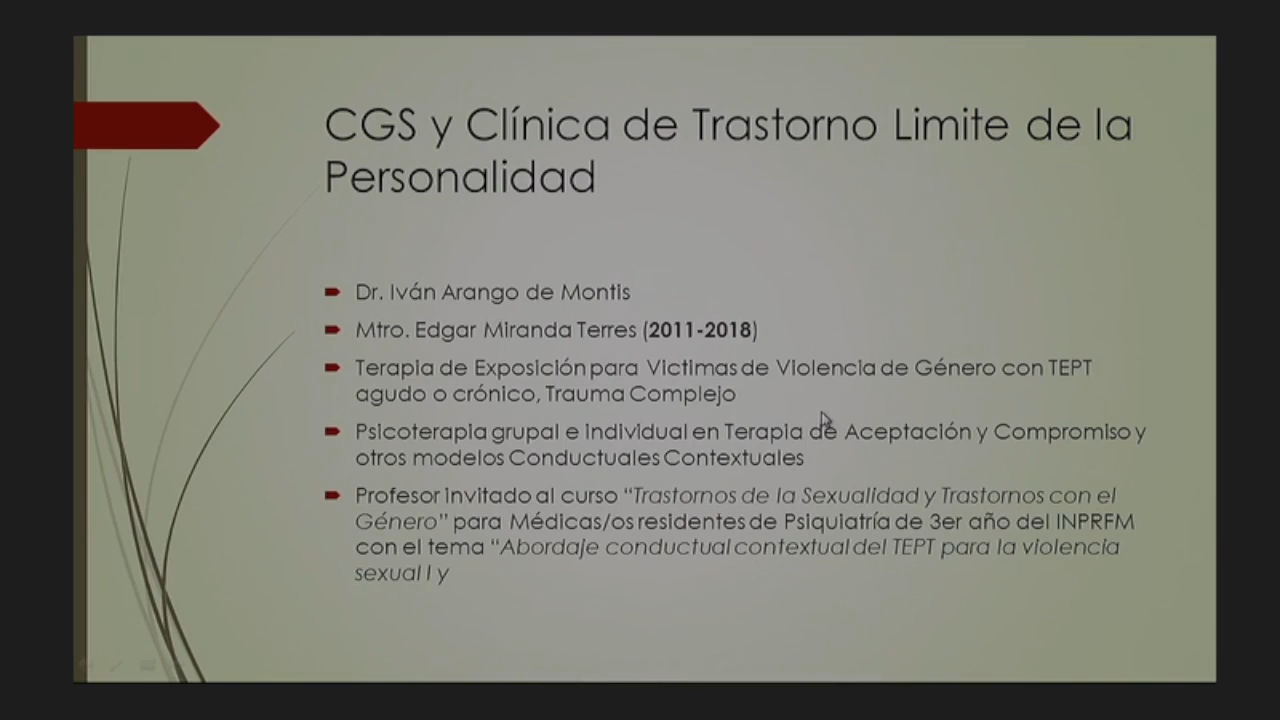 CGS y Clínica de Trastorno Limite de la
Personalidad
Dr. Iván Arango de Montis
Mtro. Edgar Miranda Terres (2011-2018)
Terapia de Exposición para Victimas de Violencia de Género con TEPT
agudo o crónico, Trauma Complejo
Psicoterapia grupal e individual en Terapia de Aceptación y Compromiso y
otros modelos Conductuales Contextuales
Profesor invitado al curso “Trastornos de la Sexualidad y Trastornos con el
Género” para Médicas/os residentes de Psiquiatría de 3er año del INPRFM
con el tema “Abordaje conductual contextual del TEPT para la violencia
sexual I y